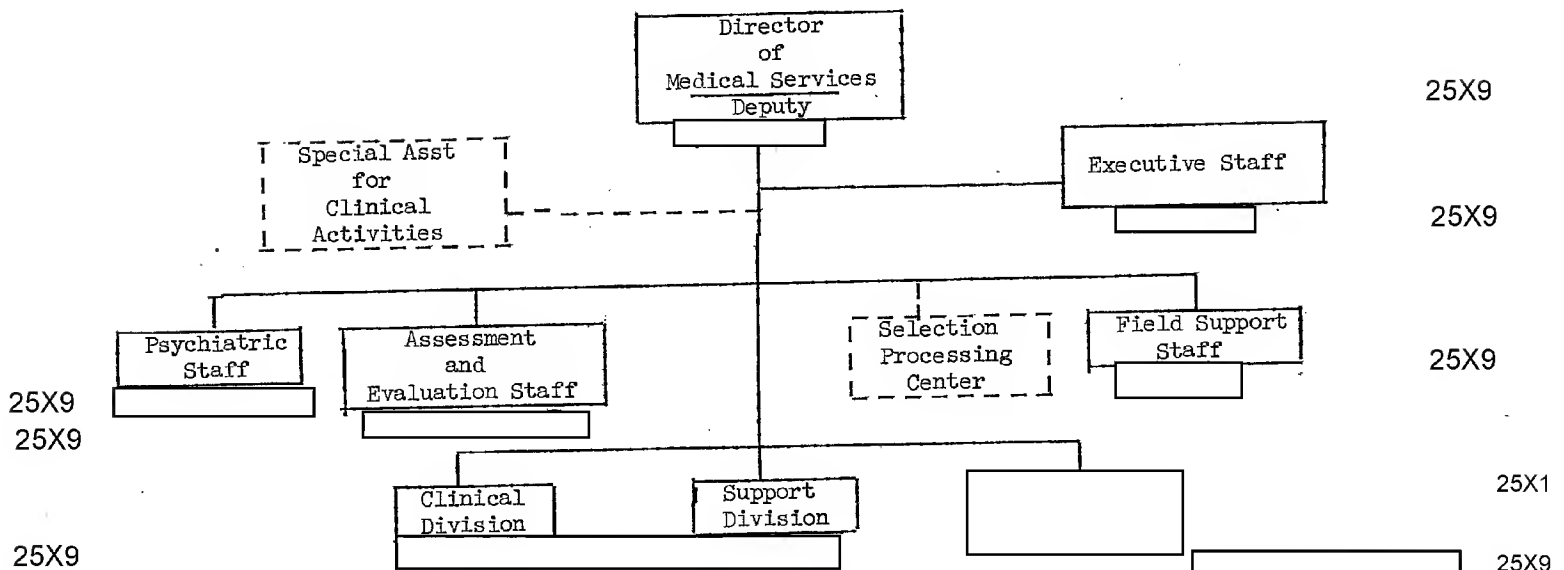 Director
of
Medical Services
Deputy
25X9
Special Asst
for
Clinical
Activities
Executive Staff
25X9
Psychiatric
Staff
Assessment
and
Evaluation Staff
Selection
Processing
Center
Field Support
Staff
25X9
25X9
25X9
Clinical
Division
Support
Division
25X1
25X9
25X9